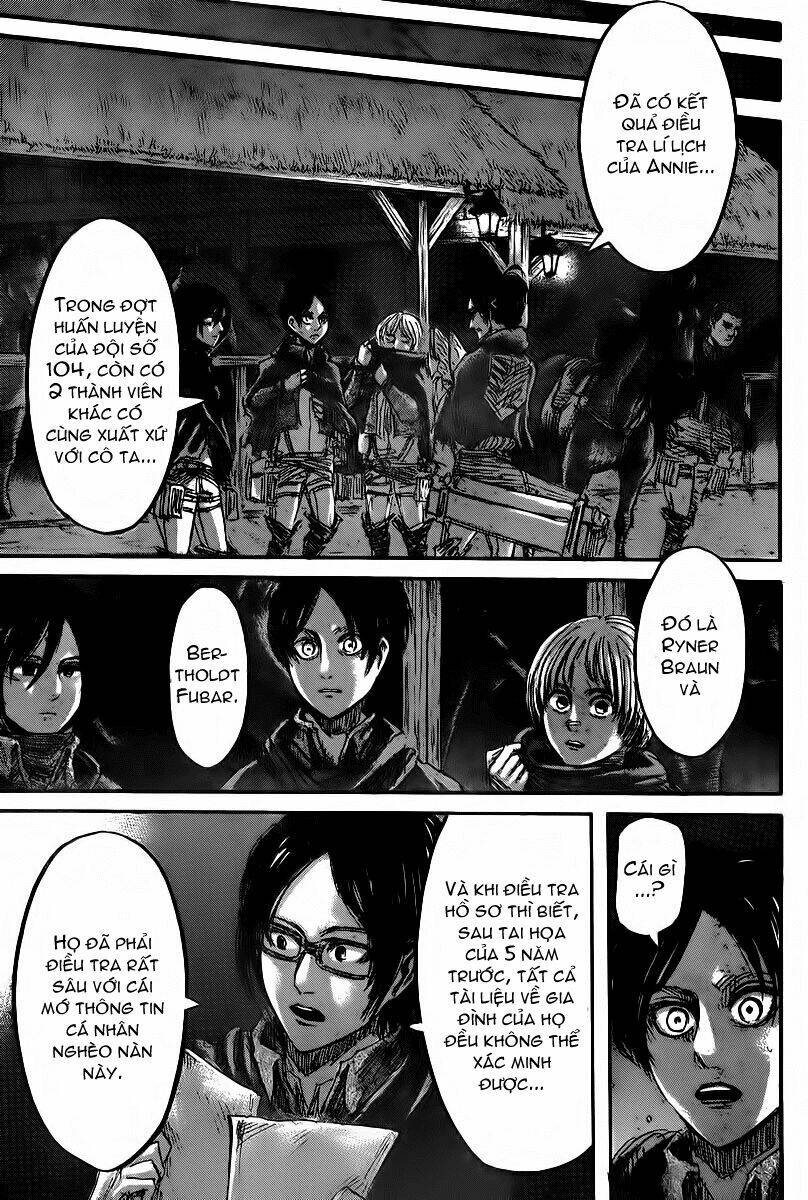 ĐÃ CÓ KẾT
QUẢ ĐIỀU
TRA LÍ LỊCH
CỦA ANNIE...
TRONG ĐỢT
HUẤN LUYỆN
CỦA ĐỘI SỐ
104, CÒN CÓ
2 THÀNH VIÊN
KHÁC CÓ
CÙNG XUẤT XỨ
VỚI CÔ TA...
ĐÓ LÀ
RYNER
BRAUN
VÀ
BER-
THOLDT
FUBAR.
CÁI GÌ
...?
VÀ KHI ĐIỀU TRA
HỒ SƠ THÌ BIẾT,
SAU TAI HỌA
CỦA 5 NĂM
TRƯỚC, TẤT CẢ
TÀI LIỆU VỀ GIA
ĐÌNH CỦA HỌ
ĐỀU KHÔNG THỂ
XÁC MINH
ĐƯỢC...
HỌ ĐÃ PHẢI
ĐIỀU TRA RẤT
SÂU VỚI CÁI
MỚ THÔNG TIN
CÁ NHÂN
NGHÈO NÀN
NÀY.